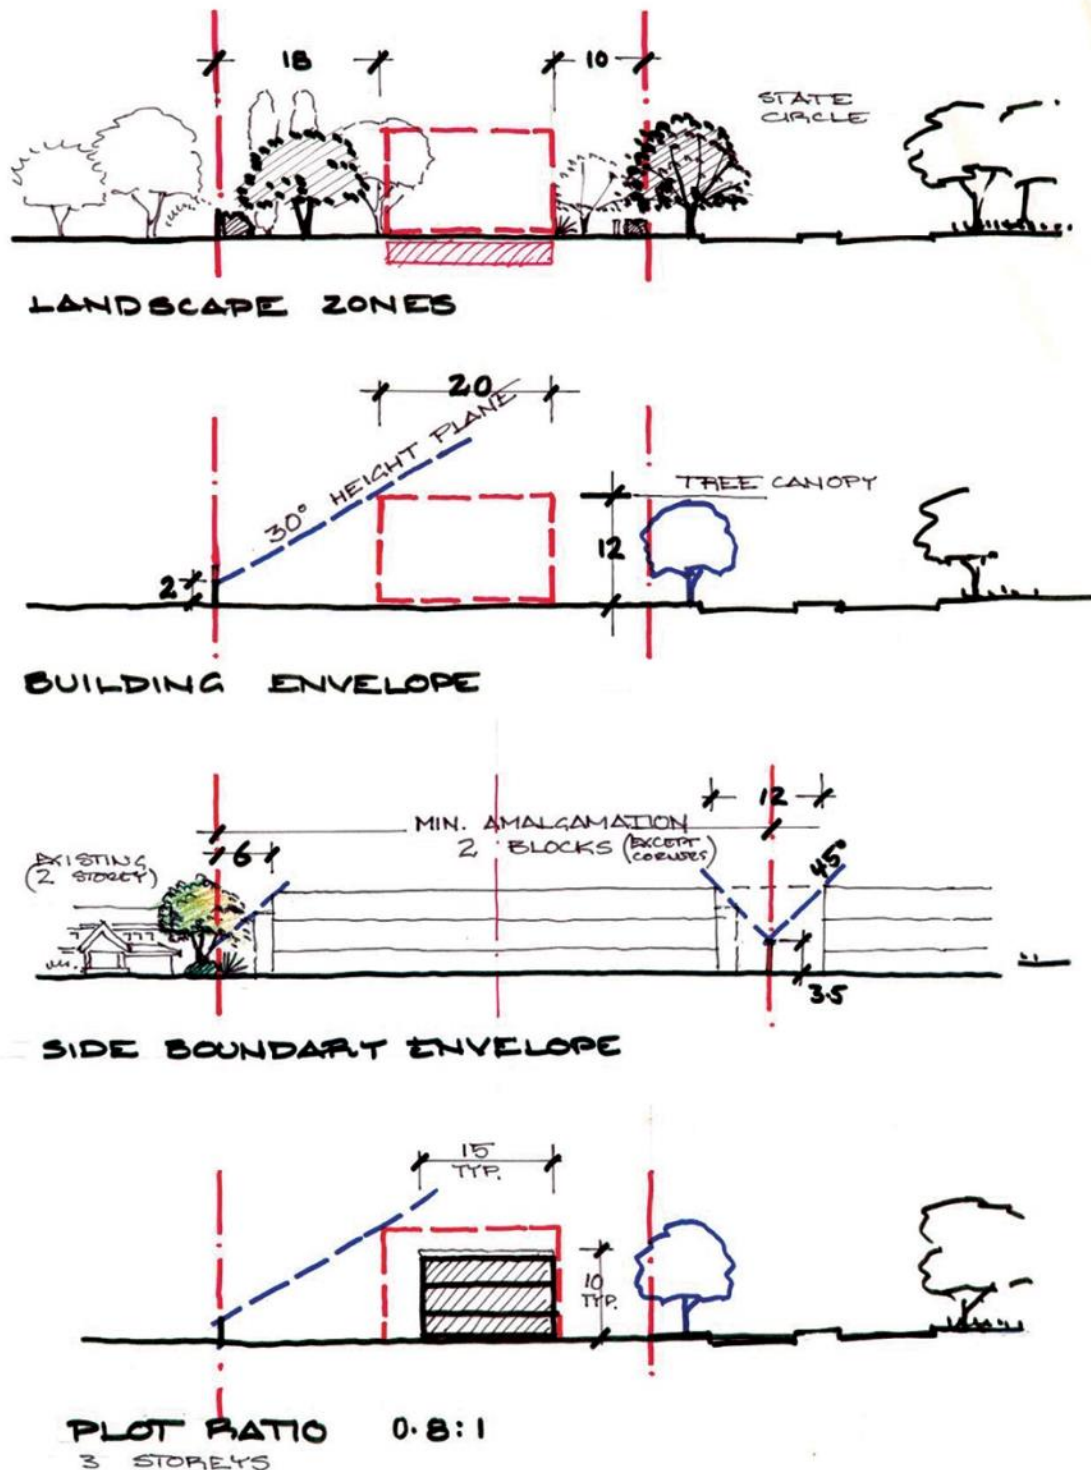 18
10
STATE
CIRCLE
LANDSCAPE ZONES
20
30° HEIGHT PLANE
TREE CANOPY
12
2
BUILDING ENVELOPE
12
MIN. AMALGAMATION
2 BLOCKS (EXCEPT
CORNERS)
6
EXISTING
(2 STOREY)
45°
3.5
SIDE BOUNDARY ENVELOPE
15
TYP.
10
TYP.
PLOT RATIO 0.8:1
3 STOREYS